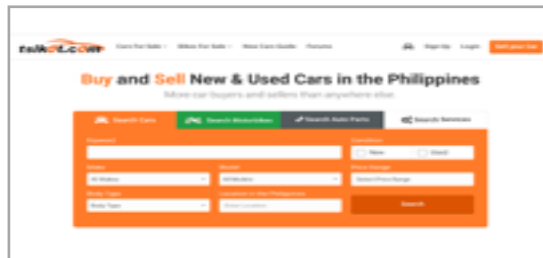 Cars For Sale Bikes For Sale New Cars Guide Forums Sign Up Login Sell your Car
Buy and Sell New & Used Cars in the Philippines
More car buyers and sellers than anywhere else
Search Cars Search Motorbikes Search Auto Parts Search Services
Keyword Condition
New Used
Make Model Price Range
All Makes All Models Select Price Range
Body Type Location in the Philippines
Body Type Enter Location Search